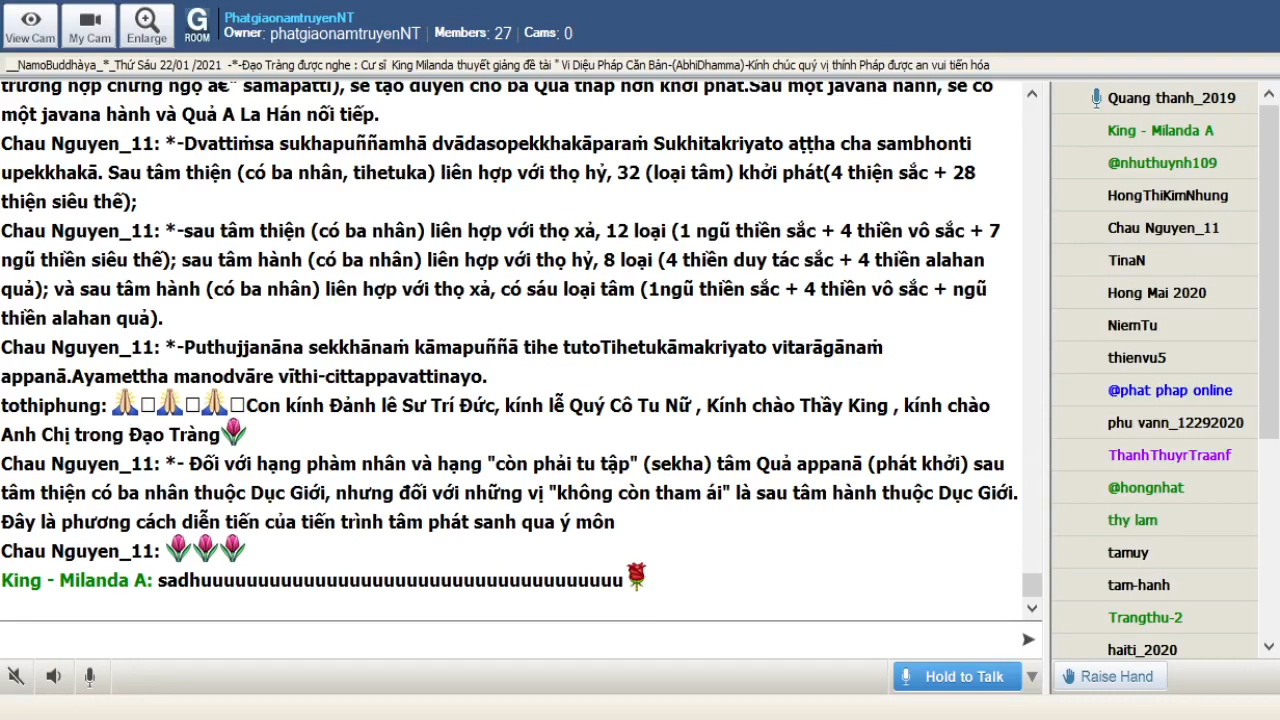 View Cam
My Cam
Enlarge
G
ROOM
PhatgiaonamtruyenNT
Owner: phatgiaonamtruyenNT | Members: 27 | Cams: 0
__NamoBuddhàya_*_Thứ Sáu 22/01 /2021 -*-Đạo Tràng được nghe : Cư sĩ King Milanda thuyết giảng đề tài " Vi Diệu Pháp Căn Bản-(AbhiDhamma)-Kính chúc quý vị thính Pháp được an vui tiến hóa
trường hợp chứng ngộ â€" samapatti), sẽ tạo duyên cho ba Quả thấp hơn khởi phát.Sau một javana hành, sẽ có
một javana hành và Quả A La Hán nối tiếp.
Chau Nguyen_11: *-Dvattiṁsa sukhapuññamhā dvādasopekkhakāparaṁ Sukhitakriyato aṭṭha cha sambhonti
upekkhakā. Sau tâm thiện (có ba nhân, tihetuka) liên hợp với thọ hỷ, 32 (loại tâm) khởi phát(4 thiện sắc + 28
thiện siêu thế);
Chau Nguyen_11: *-sau tâm thiện (có ba nhân) liên hợp với thọ xả, 12 loại (1 ngũ thiền sắc + 4 thiền vô sắc + 7
ngũ thiền siêu thế); sau tâm hành (có ba nhân) liên hợp với thọ hỷ, 8 loại (4 thiền duy tác sắc + 4 thiền alahan
quả); và sau tâm hành (có ba nhân) liên hợp với thọ xả, có sáu loại tâm (1ngũ thiền sắc + 4 thiền vô sắc + ngũ
thiền alahan quả).
Chau Nguyen_11: *-Puthujjanāna sekkhānaṁ kāmapuññā tihe tutoTihetukāmakriyato vitarāgānaṁ
appanā.Ayamettha manodvāre vīthi-cittappavattinayo.
tothiphung: 🙏□🙏□🙏□Con kính Đảnh lê Sư Trí Đức, kính lễ Quý Cô Tu Nữ , Kính chào Thầy King , kính chào
Anh Chị trong Đạo Tràng🌷
Chau Nguyen_11: *- Đối với hạng phàm nhân và hạng "còn phải tu tập" (sekha) tâm Quả appanā (phát khởi) sau
tâm thiện có ba nhân thuộc Dục Giới, nhưng đối với những vị "không còn tham ái" là sau tâm hành thuộc Dục Giới.
Đây là phương cách diễn tiến của tiến trình tâm phát sanh qua ý môn
Chau Nguyen_11: 🌷🌷🌷
King - Milanda A: sadhuuuuuuuuuuuuuuuuuuuuuuuuuuuuuuuuuuuuu🌹
Hold to Talk
Quang thanh_2019
King - Milanda A
@nhuthuynh109
HongThiKimNhung
Chau Nguyen_11
TinaN
Hong Mai 2020
NiemTu
thienvu5
@phat phap online
phu vann_12292020
ThanhThuyrTraanf
@hongnhat
thy lam
tamuy
tam-hanh
Trangthu-2
haiti_2020
Raise Hand